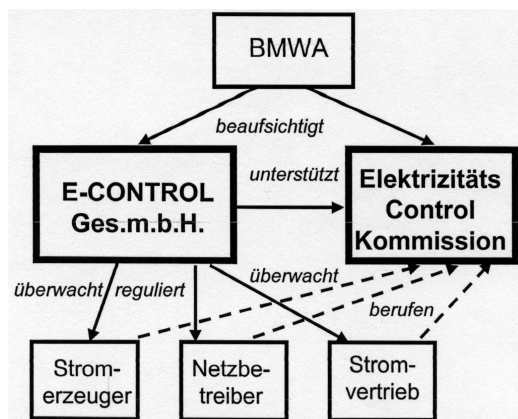 BMWA
beaufsichtigt
E-CONTROL
Ges.m.b.H.
unterstützt
Elektrizitäts
Control
Kommission
überwacht
reguliert
überwacht
berufen
Strom-
erzeuger
Netzbe-
treiber
Strom-
vertrieb